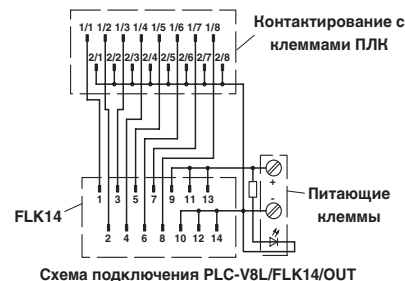 Контактирование с
клеммами ПЛК
1/1 1/2 1/3 1/4 1/5 1/6 1/7 1/8
2/1 2/2 2/3 2/4 2/5 2/6 2/7 2/8
1 3 5 7 9 11 13
+
-
Питающие
клеммы
FLK14
2 4 6 8 10 12 14
Схема подключения PLC-V8L/FLK14/OUT